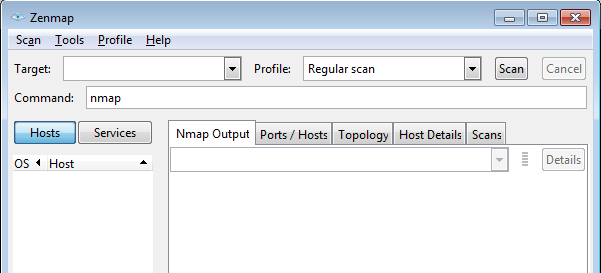 Zenmap
Scan Tools Profile Help
Target: Profile: Regular scan Scan Cancel
Command: nmap
Hosts Services Nmap Output Ports / Hosts Topology Host Details Scans
OS Host Details